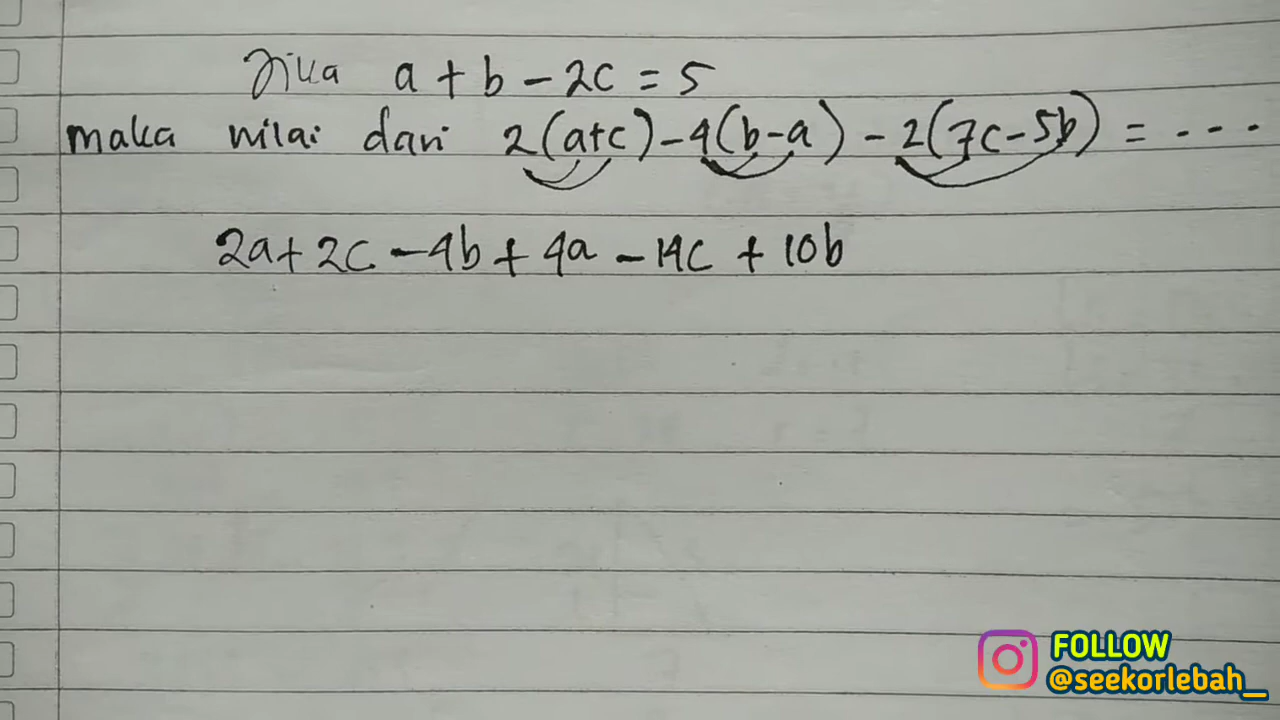 Jika a + b - 2c = 5
maka nilai dari 2(a+c) - 4(b-a) - 2(7c-5b) = ...
2a + 2c - 4b + 4a - 14c + 10b
FOLLOW
@seekorlebah_